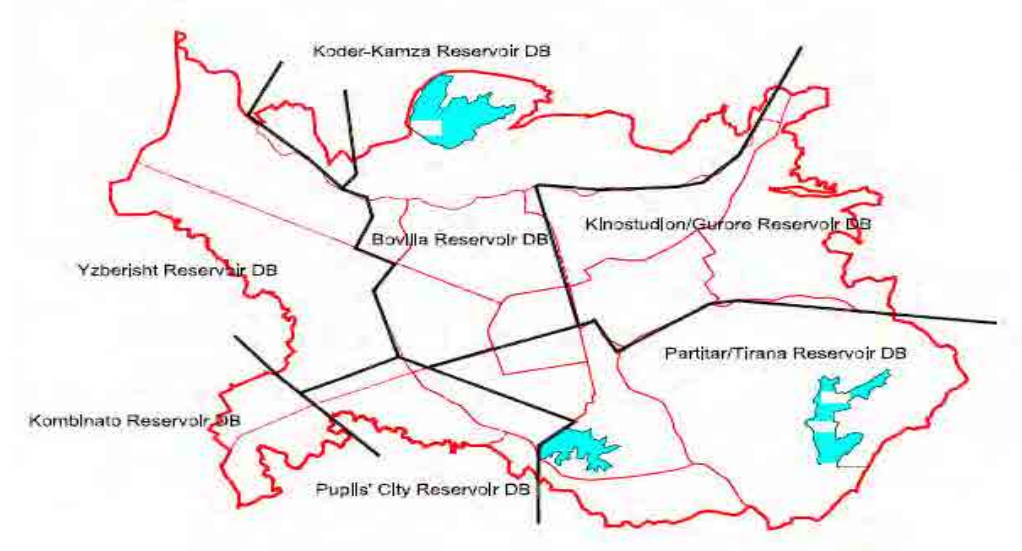 Koder-Kamza Reservoir DB
Kinostudion/Gurore Reservoir DB
Bovilla Reservoir DB
Yzberisht Reservoir DB
Partitar/Tirana Reservoir DB
Kombinato Reservoir DB
Pupils' City Reservoir DB